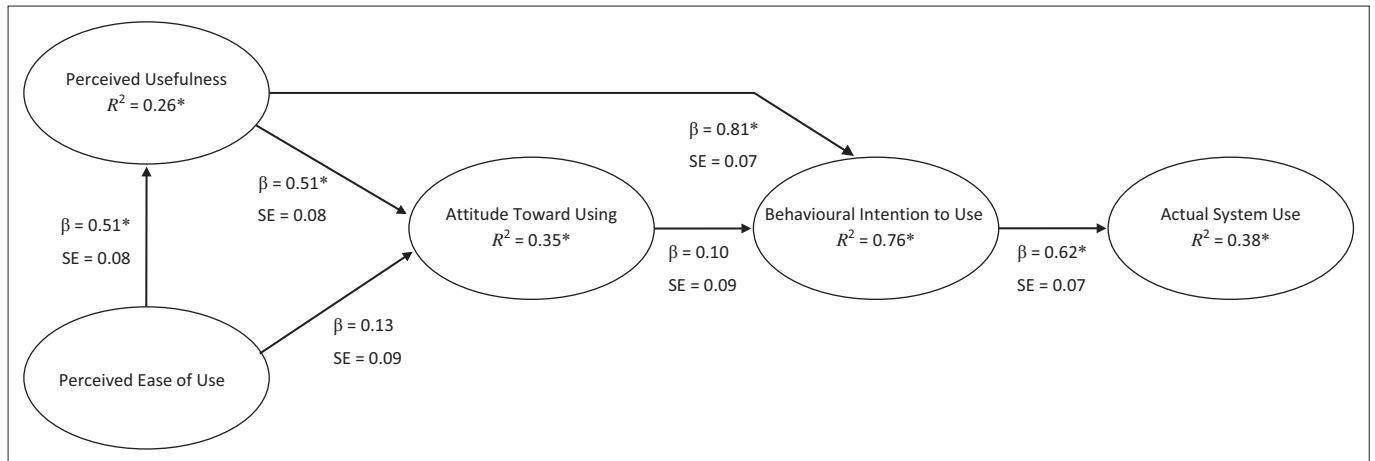 Perceived Usefulness
R² = 0.26*
β = 0.81*
SE = 0.07
β = 0.51*
SE = 0.08
β = 0.51*
SE = 0.08
Attitude Toward Using
R² = 0.35*
Behavioural Intention to Use
R² = 0.76*
Actual System Use
R² = 0.38*
β = 0.10
SE = 0.09
β = 0.62*
SE = 0.07
β = 0.13
SE = 0.09
Perceived Ease of Use